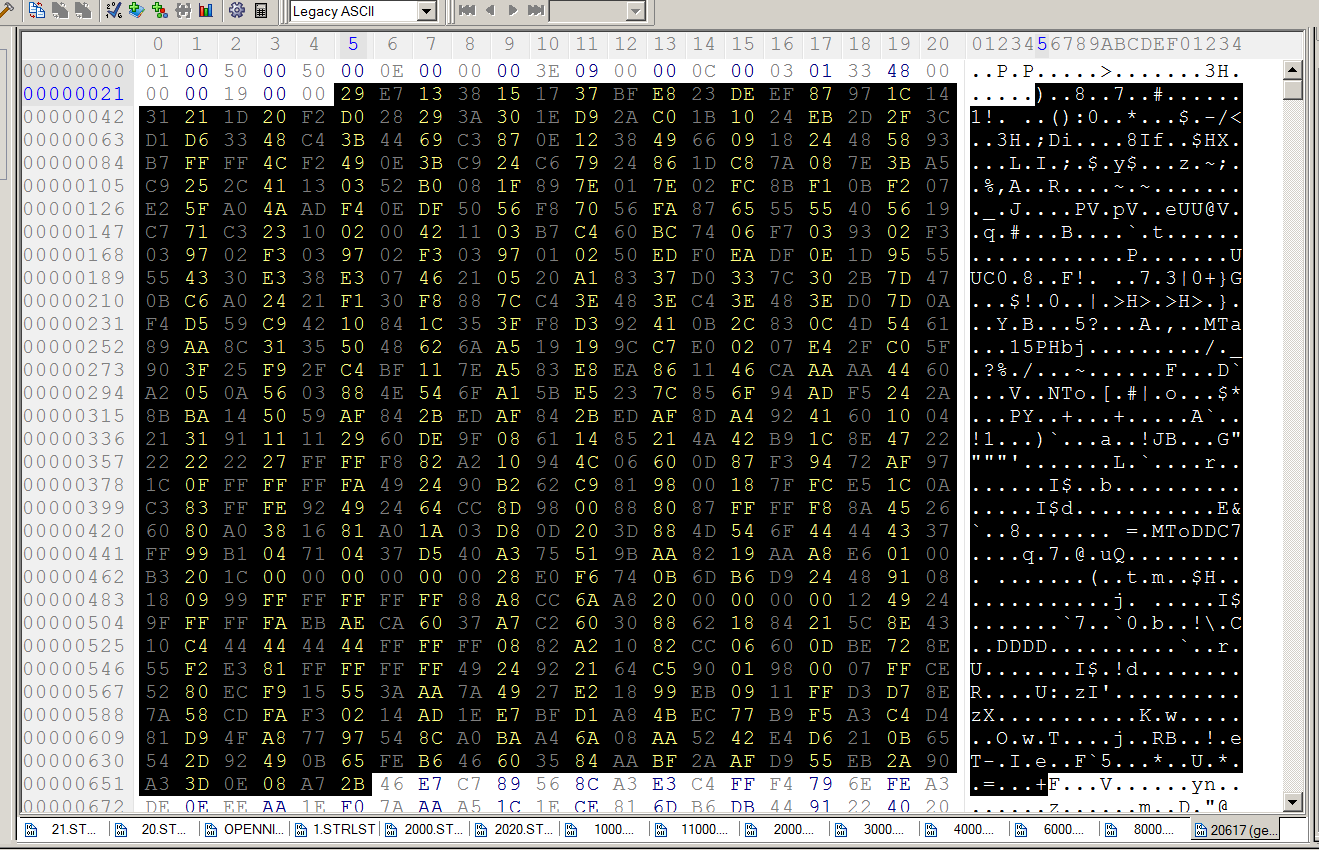 Legacy ASCII
0 1 2 3 4 5 6 7 8 9 10 11 12 13 14 15 16 17 18 19 20 0123456789ABCDEF01234
00000000 01 00 50 00 50 00 0E 00 00 00 3E 09 00 00 0C 00 03 01 33 48 00 ..P.P.....>.......3H.
00000021 00 00 19 00 00 29 E7 13 38 15 17 37 BF E8 23 DE EF 87 97 1C 14 .....)..8..7..#......
00000042 31 21 1D 20 F2 D0 28 29 3A 30 1E D9 2A C0 1B 10 24 EB 2D 2F 3C 1!. ..():0..*...$.-/<
00000063 D1 D6 33 48 C4 3B 44 69 C3 87 0E 12 38 49 66 09 18 24 48 58 93 ..3H.;Di....8If..$HX.
00000084 B7 FF FF 4C F2 49 0E 3B C9 24 C6 79 24 86 1D C8 7A 08 7E 3B A5 ...L.I.;.$.y$...z.~;.
00000105 C9 25 2C 41 13 03 52 B0 08 1F 89 7E 01 7E 02 FC 8B F1 0B F2 07 .%,A..R....~.~.......
00000126 E2 5F A0 4A AD F4 0E DF 50 56 F8 70 56 FA 87 65 55 55 40 56 19 ._.J....PV.pV..eUU@V.
00000147 C7 71 C3 23 10 02 00 42 11 03 B7 C4 60 BC 74 06 F7 03 93 02 F3 .q.#...B....`.t......
00000168 03 97 02 F3 03 97 02 F3 03 97 01 02 50 ED F0 EA DF 0E 1D 95 55 ............P.......U
00000189 55 43 30 E3 38 E3 07 46 21 05 20 A1 83 37 D0 33 7C 30 2B 7D 47 UC0.8..F!. ..7.3|0+}G
00000210 0B C6 A0 24 21 F1 30 F8 88 7C C4 3E 48 3E C4 3E 48 3E D0 7D 0A ...$!.0..|.>H>.>H>.}.
00000231 F4 D5 59 C9 42 10 84 1C 35 3F F8 D3 92 41 0B 2C 83 0C 4D 54 61 ..Y.B...5?...A.,..MTa
00000252 89 AA 8C 31 35 50 48 62 6A A5 19 19 9C C7 E0 02 07 E4 2F C0 5F ...15PHbj........./._
00000273 90 3F 25 F9 2F C4 BF 11 7E A5 83 E8 EA 86 11 46 CA AA AA 44 60 .?%./...~......F...D`
00000294 A2 05 0A 56 03 88 4E 54 6F A1 5B E5 23 7C 85 6F 94 AD F5 24 2A ...V..NTo.[.#|.o...$*
00000315 8B BA 14 50 59 AF 84 2B ED AF 84 2B ED AF 8D A4 92 41 60 10 04 ...PY..+...+.....A`..
00000336 21 31 91 11 11 29 60 DE 9F 08 61 14 85 21 4A 42 B9 1C 8E 47 22 !1...)`...a..!JB...G"
00000357 22 22 22 27 FF FF F8 82 A2 10 94 4C 06 60 0D 87 F3 94 72 AF 97 """'.......L.`....r..
00000378 1C 0F FF FF FF FA 49 24 90 B2 62 C9 81 98 00 18 7F FC E5 1C 0A ......I$..b..........
00000399 C3 83 FF FE 92 49 24 64 CC 8D 98 00 88 80 87 FF FF F8 8A 45 26 .....I$d...........E&
00000420 60 80 A0 38 16 81 A0 1A 03 D8 0D 20 3D 88 4D 54 6F 44 44 43 37 `..8....... =.MToDDC7
00000441 FF 99 B1 04 71 04 37 D5 40 A3 75 51 9B AA 82 19 AA A8 E6 01 00 ....q.7.@.uQ.........
00000462 B3 20 1C 00 00 00 00 00 00 28 E0 F6 74 0B 6D B6 D9 24 48 91 08 . .......(..t.m..$H..
00000483 18 09 99 FF FF FF FF FF 88 A8 CC 6A A8 20 00 00 00 00 12 49 24 ...........j. .....I$
00000504 9F FF FF FA EB AE CA 60 37 A7 C2 60 30 88 62 18 84 21 5C 8E 43 .......`7..`0.b..!\.C
00000525 10 C4 44 44 44 44 FF FF FF 08 82 A2 10 82 CC 06 60 0D BE 72 8E ..DDDD..........`..r.
00000546 55 F2 E3 81 FF FF FF FF 49 24 92 21 64 C5 90 01 98 00 07 FF CE U.......I$.!d........
00000567 52 80 EC F9 15 55 3A AA 7A 49 27 E2 18 99 EB 09 11 FF D3 D7 8E R....U:.zI'..........
00000588 7A 58 CD FA F3 02 14 AD 1E E7 BF D1 A8 4B EC 77 B9 F5 A3 C4 D4 zX...........K.w.....
00000609 81 D9 4F A8 77 97 54 8C A0 BA A4 6A 08 AA 52 42 E4 D6 21 0B 65 ..O.w.T....j..RB..!.e
00000630 54 2D 92 49 0B 65 FE B6 46 60 35 84 AA BF 2A AF D9 55 EB 2A 90 T-.I.e..F`5...*..U.*.
00000651 A3 3D 0E 08 A7 2B 46 E7 C7 89 56 8C A3 E3 C4 FF F4 79 6E FE A3 .=...+F...V......yn..
00000672 DE 0E EE AA 1E F0 7A AA A5 1C 1E CE 81 6D B6 DB 44 91 22 40 20 ......z......m..D."@
21.ST... 20.ST... OPENNI... 1.STRLST 2000.ST... 2020.ST... 1000.... 11000.... 2000.... 3000.... 4000.... 6000.... 8000.... 20617 (ge...